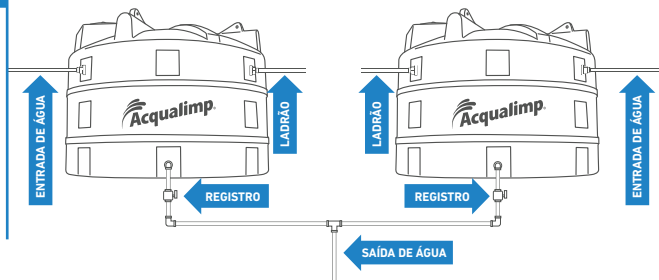 Acqualimp®
Acqualimp®
ENTRADA DE ÁGUA
LADRÃO
LADRÃO
ENTRADA DE ÁGUA
REGISTRO
REGISTRO
SAÍDA DE ÁGUA